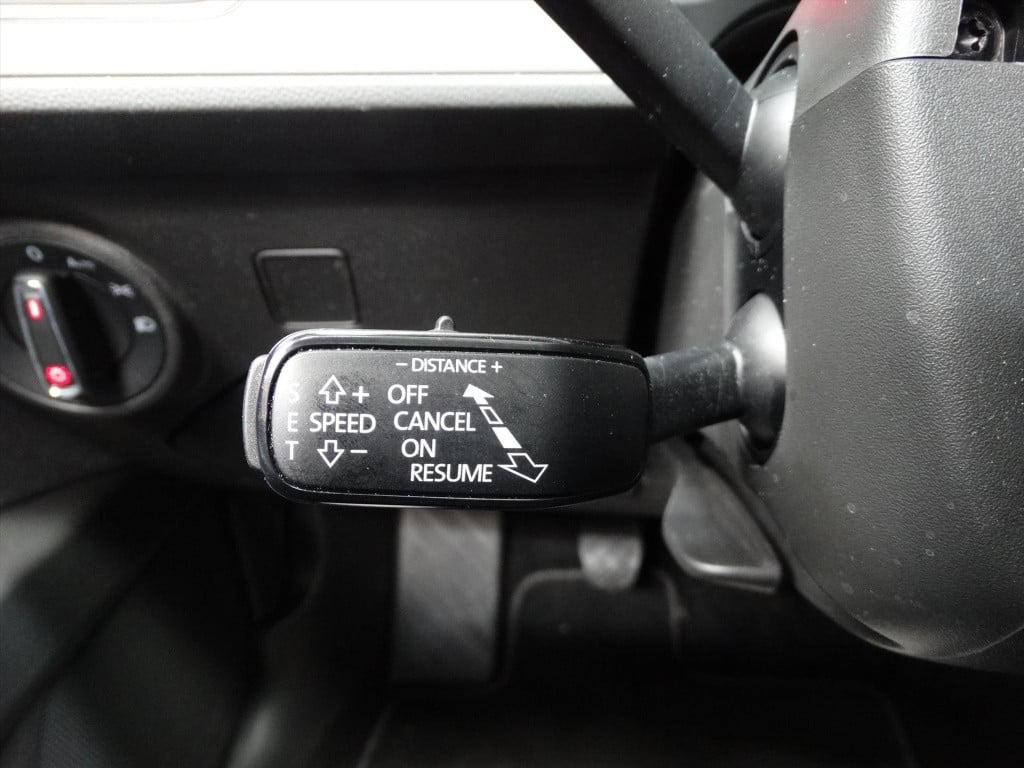 – DISTANCE +
S + OFF
E SPEED CANCEL
T – ON
RESUME